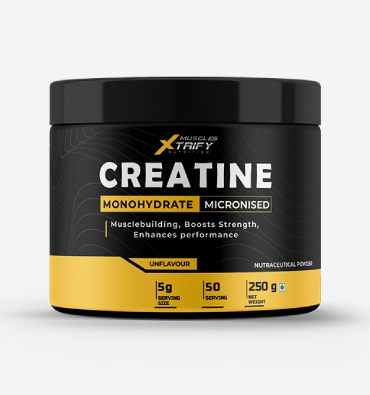 MUSCLES
XTRIFY
NUTRITION
CREATINE
MONOHYDRATE MICRONISED
Musclebuilding, Boosts Strength,
Enhances performance
UNFLAVOUR
NUTRACEUTICAL POWDER
5g 50 250 g
SERVING SIZE SERVING NET WEIGHT